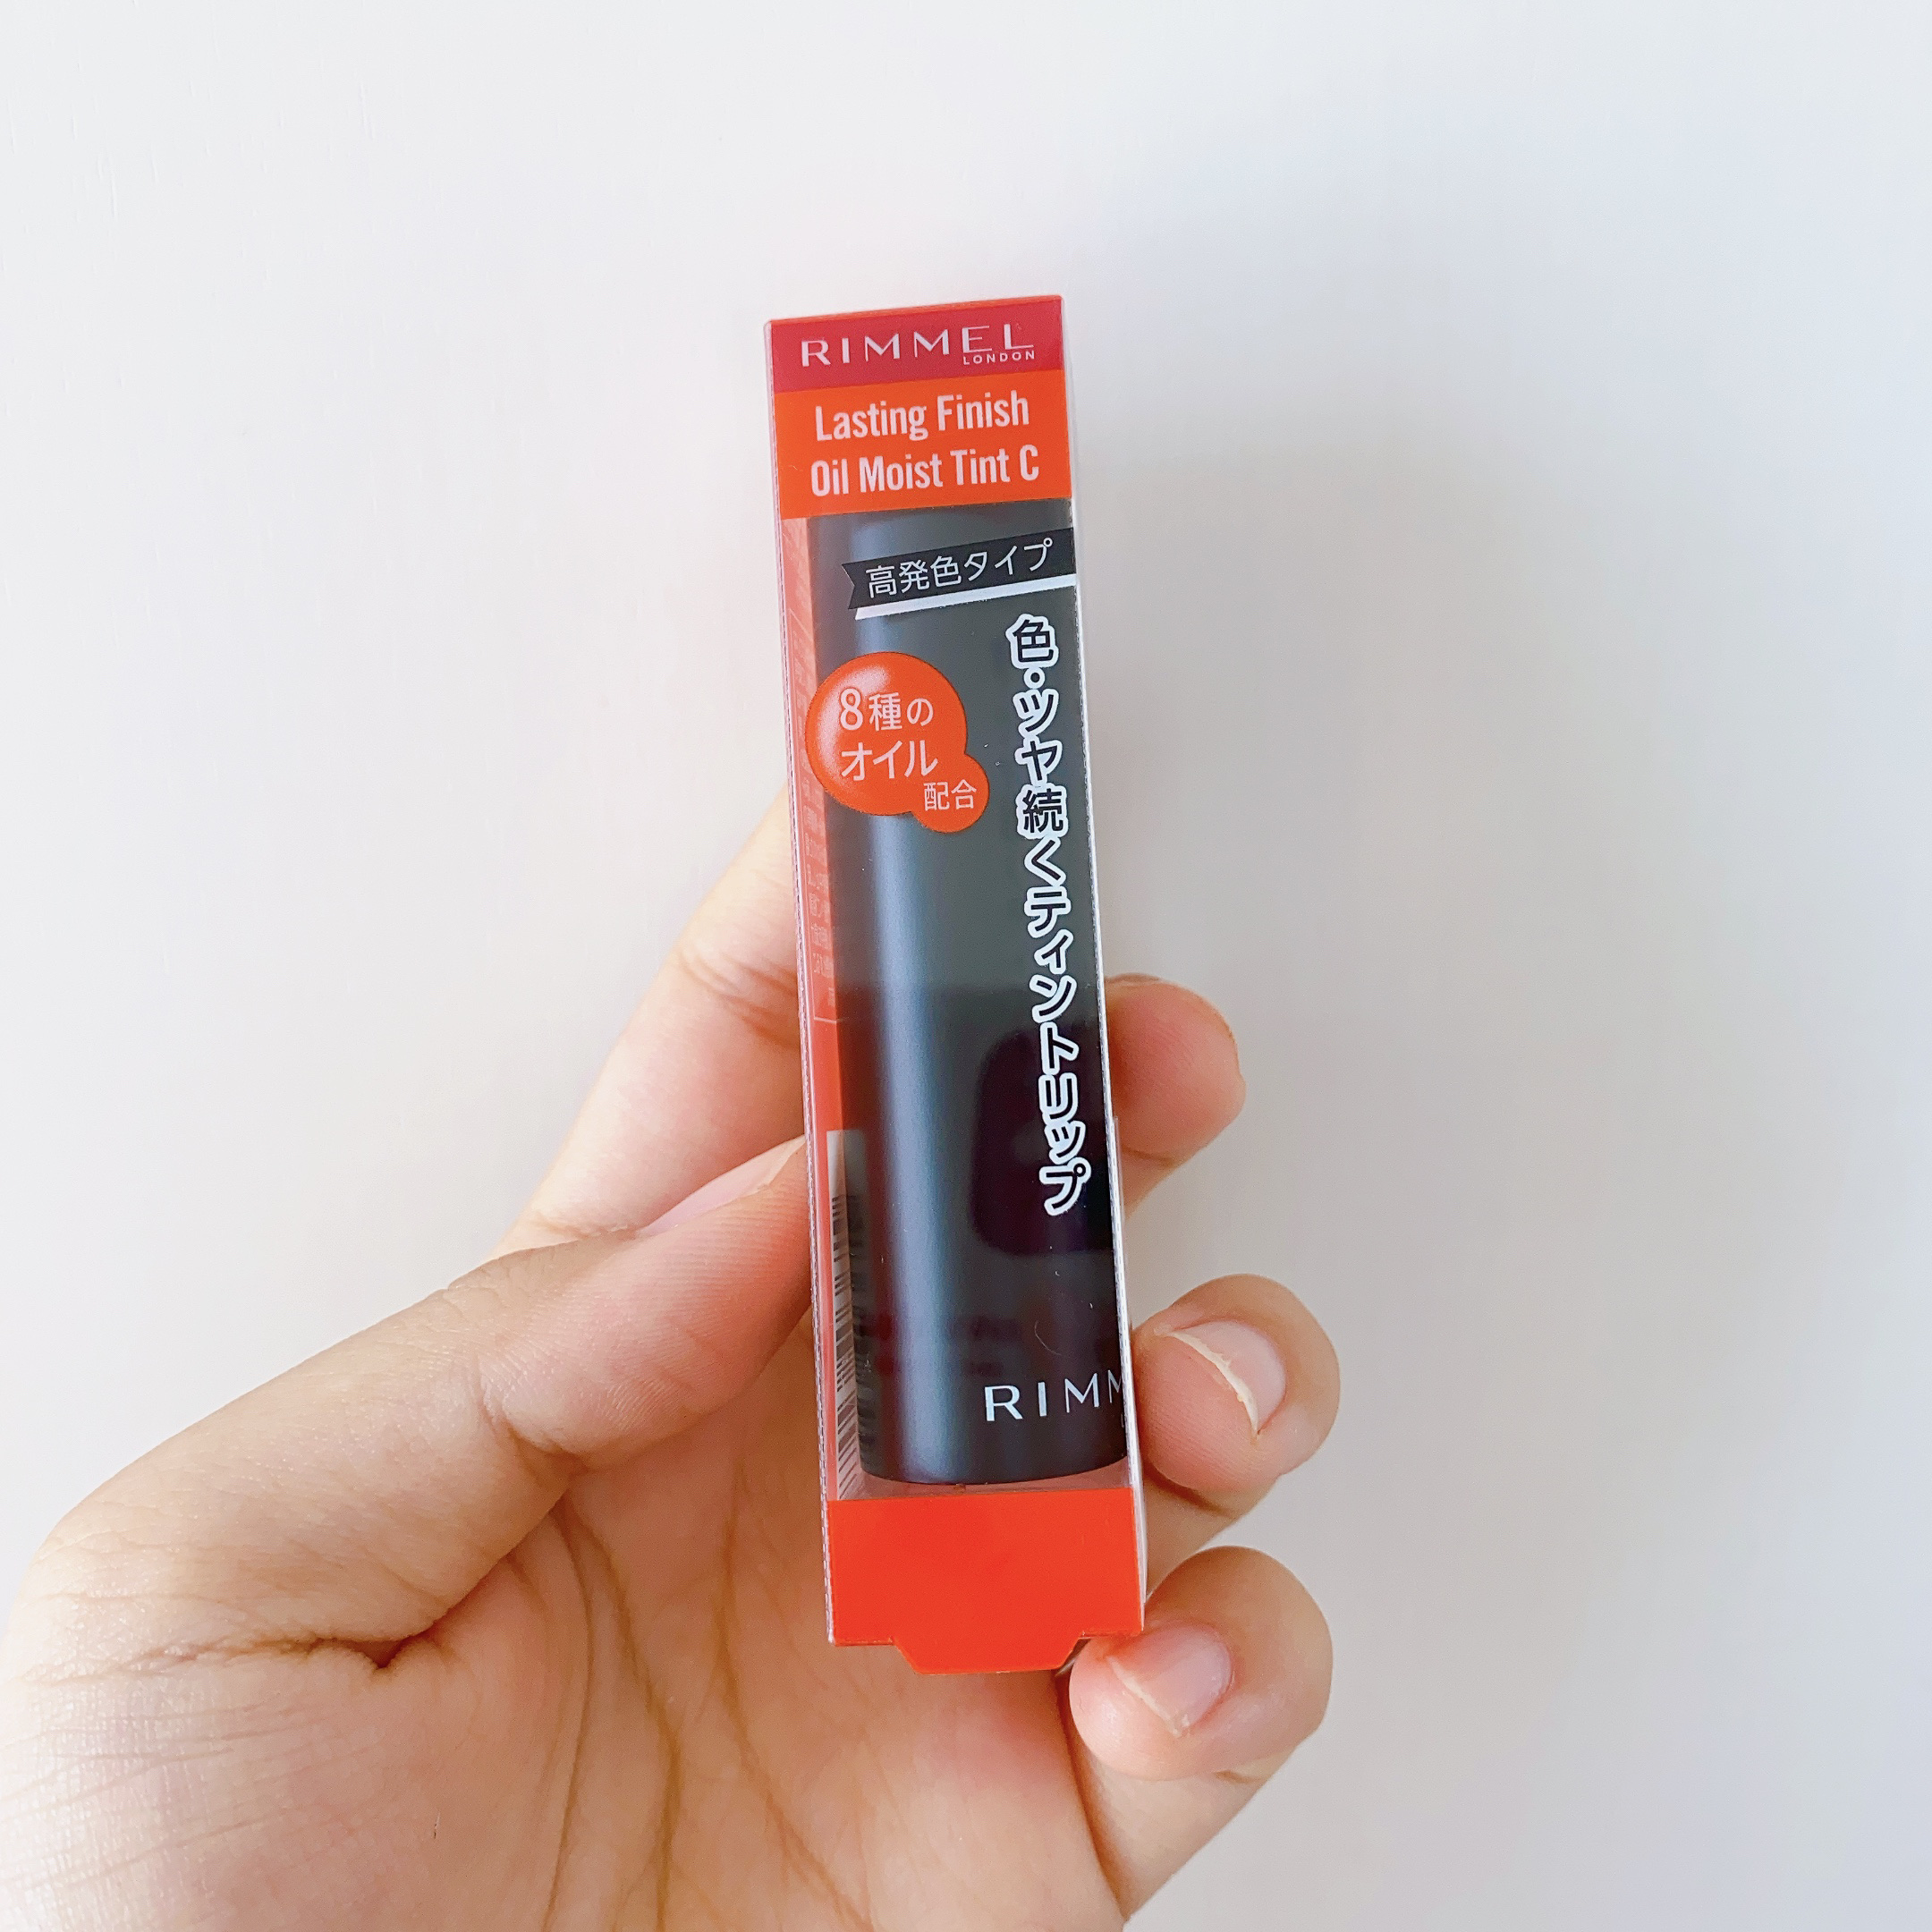 RIMMEL
LONDON
Lasting Finish
Oil Moist Tint C
高発色タイプ
色・ツヤ続くティントリップ
8種の
オイル
配合
RIMM